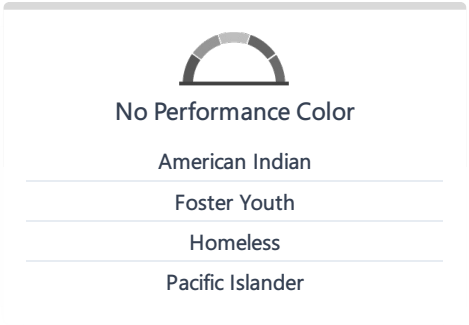 No Performance Color
American Indian
Foster Youth
Homeless
Pacific Islander